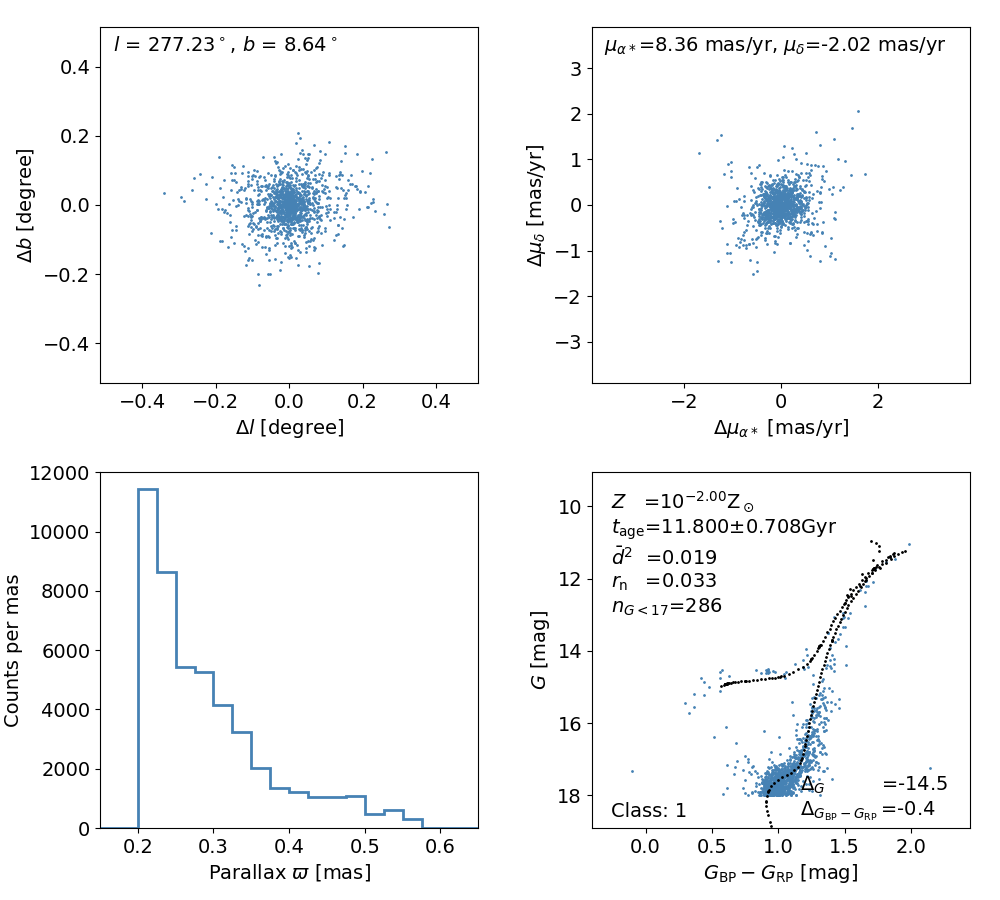 l = 277.23°, b = 8.64°
0.4
0.2
0.0
−0.2
−0.4
Δb [degree]
−0.4 −0.2 0.0 0.2 0.4
Δl [degree]
μα*=8.36 mas/yr, μδ=-2.02 mas/yr
3
2
1
0
−1
−2
−3
Δμδ [mas/yr]
−2 0 2
Δμα* [mas/yr]
12000
10000
8000
6000
4000
2000
0
Counts per mas
0.2 0.3 0.4 0.5 0.6
Parallax ϖ [mas]
Z =10^−2.00 Z⊙
t_age=11.800±0.708Gyr
d̄² =0.019
r_n =0.033
n_G<17=286
10
12
14
16
18
G [mag]
Δ_G =-14.5
Class: 1
Δ_GBP−GRP=-0.4
0.0 0.5 1.0 1.5 2.0
G_BP − G_RP [mag]